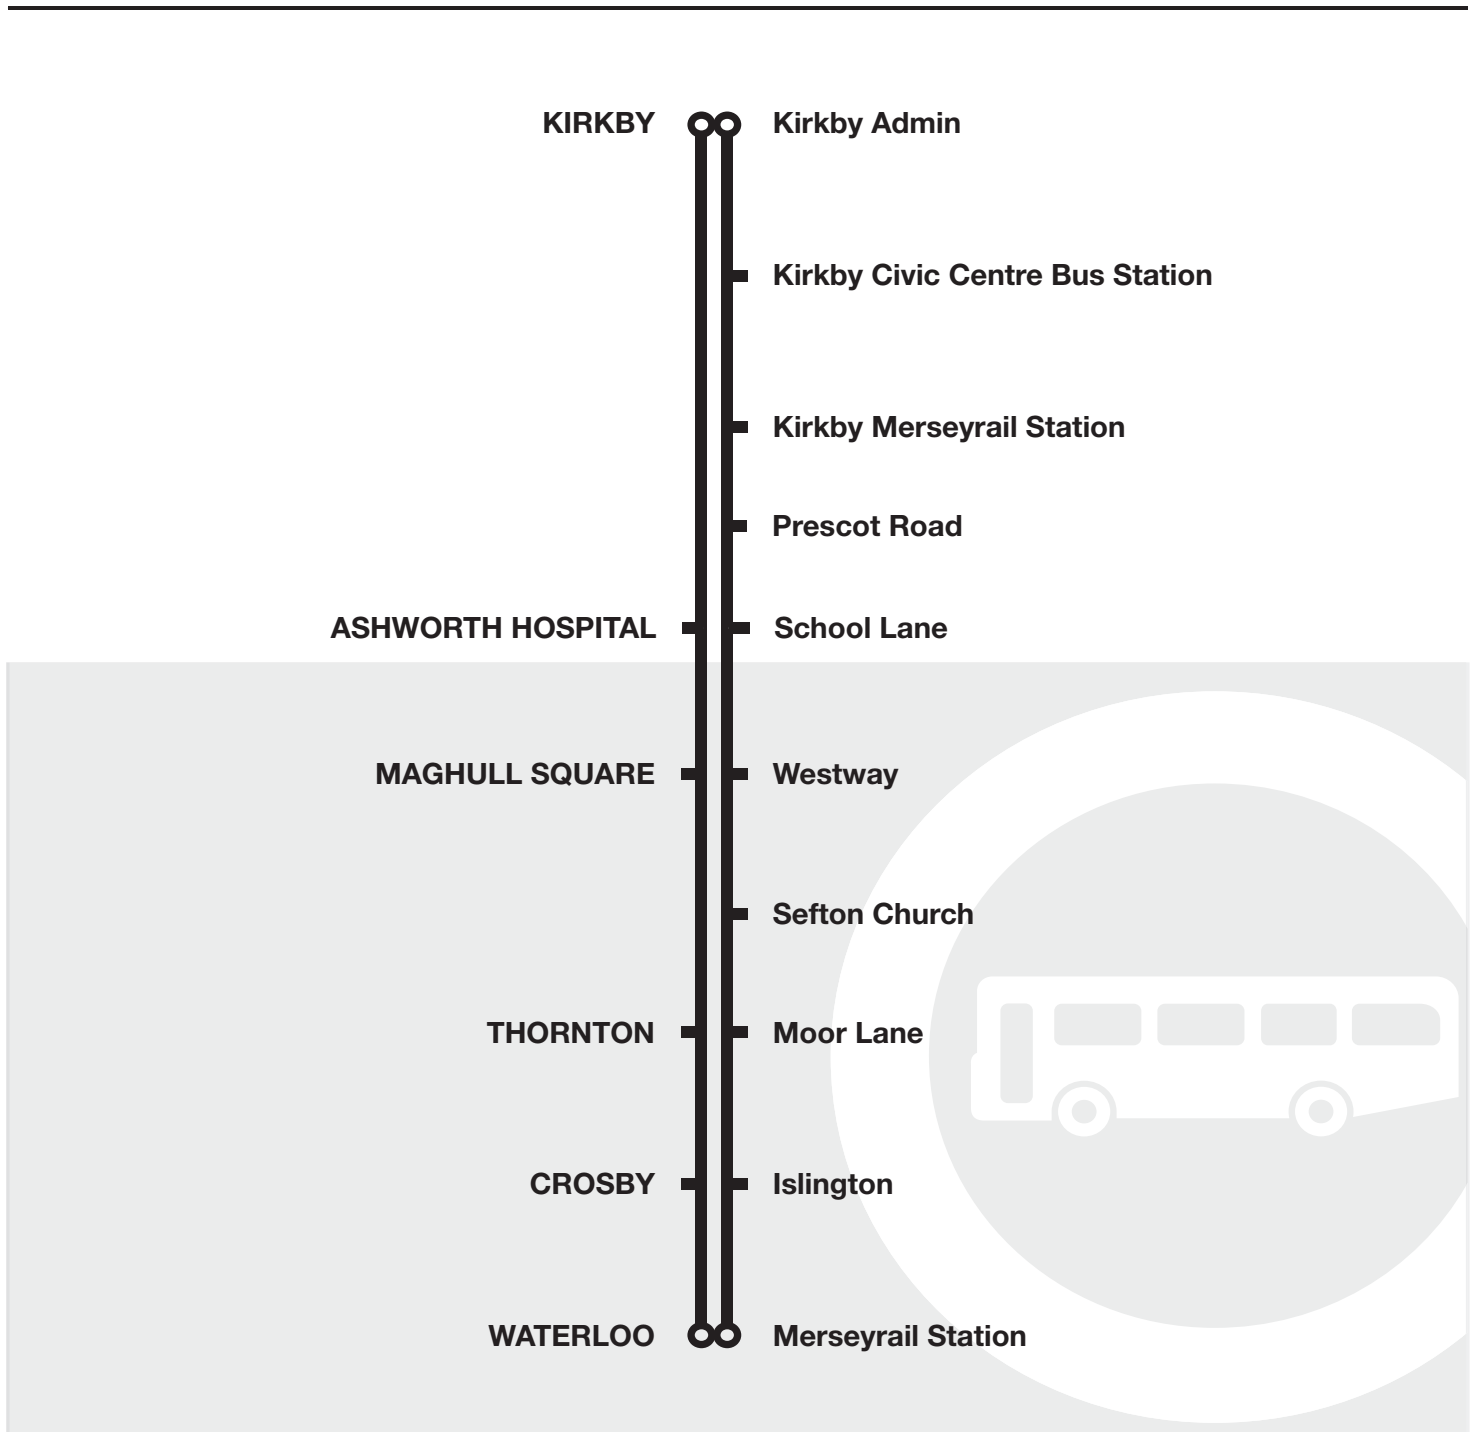 KIRKBY Kirkby Admin
Kirkby Civic Centre Bus Station
Kirkby Merseyrail Station
Prescot Road
ASHWORTH HOSPITAL School Lane
MAGHULL SQUARE Westway
Sefton Church
THORNTON Moor Lane
CROSBY Islington
WATERLOO Merseyrail Station